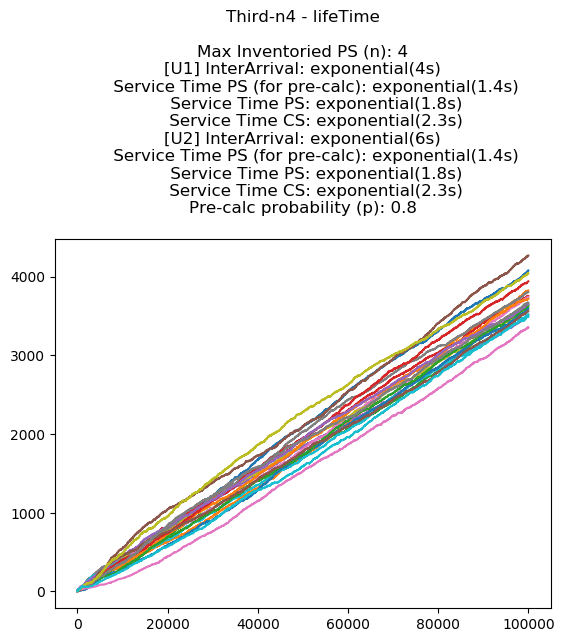 Third-n4 - lifeTime
Max Inventoried PS (n): 4
[U1] InterArrival: exponential(4s)
Service Time PS (for pre-calc): exponential(1.4s)
Service Time PS: exponential(1.8s)
Service Time CS: exponential(2.3s)
[U2] InterArrival: exponential(6s)
Service Time PS (for pre-calc): exponential(1.4s)
Service Time PS: exponential(1.8s)
Service Time CS: exponential(2.3s)
Pre-calc probability (p): 0.8
4000
3000
2000
1000
0
0 20000 40000 60000 80000 100000